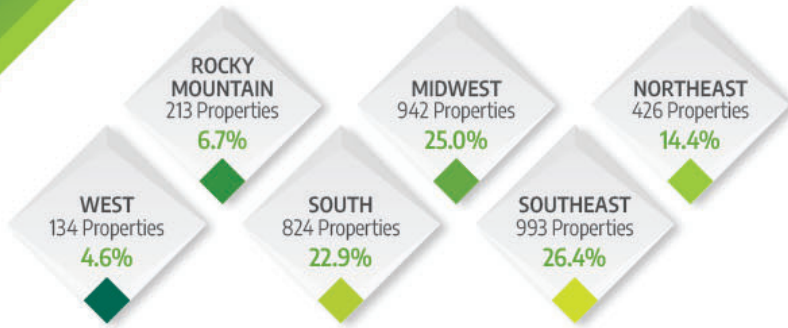 ROCKY
MOUNTAIN
213 Properties
6.7%
MIDWEST
942 Properties
25.0%
NORTHEAST
426 Properties
14.4%
WEST
134 Properties
4.6%
SOUTH
824 Properties
22.9%
SOUTHEAST
993 Properties
26.4%